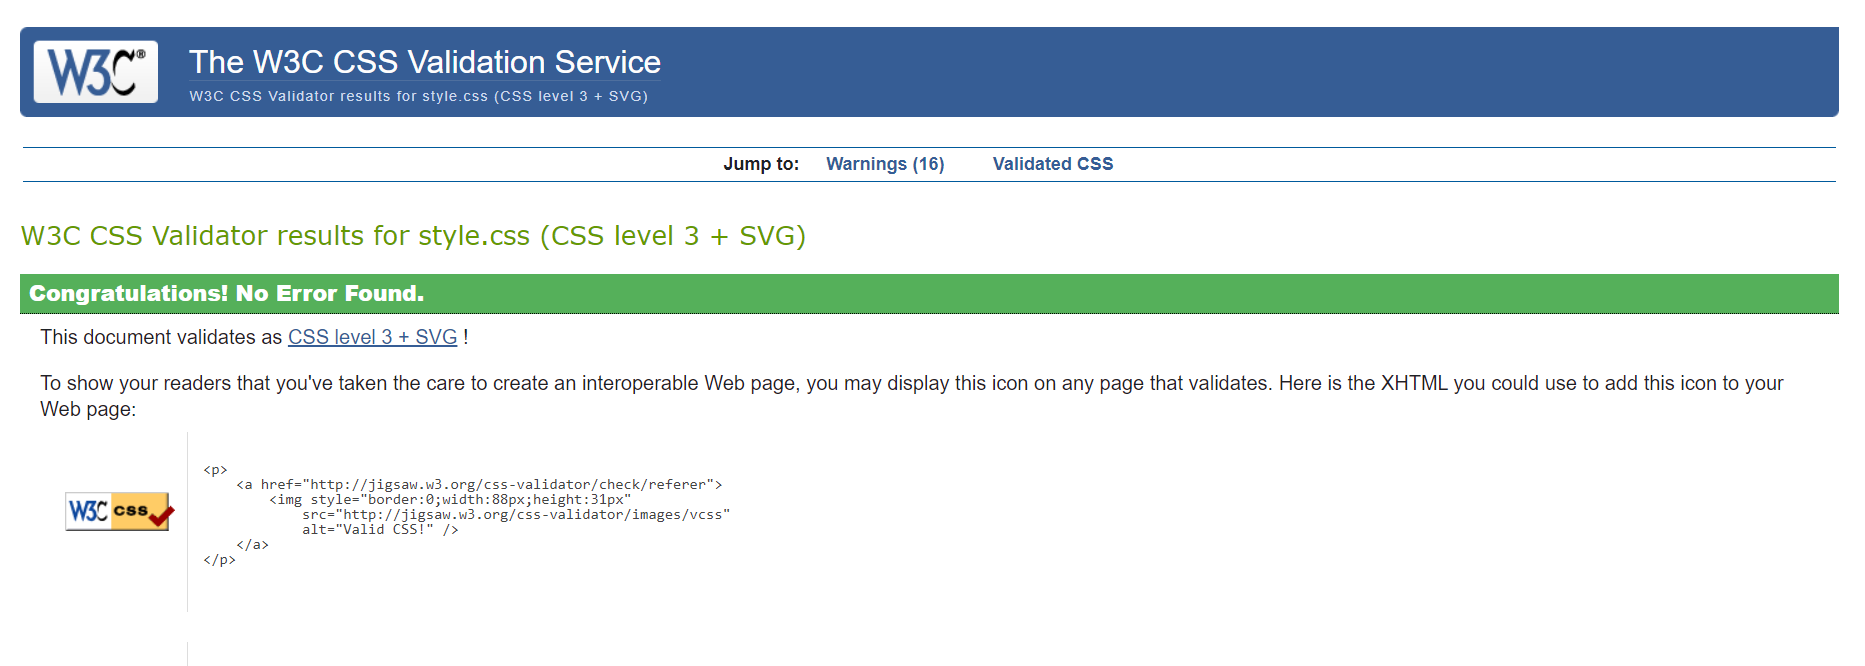 W3C®
The W3C CSS Validation Service
W3C CSS Validator results for style.css (CSS level 3 + SVG)
Jump to: Warnings (16) Validated CSS
W3C CSS Validator results for style.css (CSS level 3 + SVG)
Congratulations! No Error Found.
This document validates as CSS level 3 + SVG !
To show your readers that you've taken the care to create an interoperable Web page, you may display this icon on any page that validates. Here is the XHTML you could use to add this icon to your
Web page:
W3C css
<p>
    <a href="http://jigsaw.w3.org/css-validator/check/referer">
        <img style="border:0;width:88px;height:31px"
            src="http://jigsaw.w3.org/css-validator/images/vcss"
            alt="Valid CSS!" />
    </a>
</p>